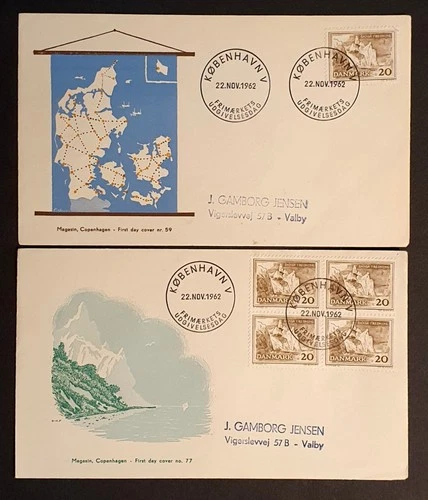 KØBENHAVN V
22.NOV.1962
FRIMÆRKETS
UDGIVELSESDAG
KØBENHAVN V
22.NOV.1962
FRIMÆRKETS
UDGIVELSESDAG
DANMARK 20
J. GAMBORG JENSEN
Vigerslevvej 57 B - Valby
Magasin, Copenhagen - First day cover nr. 59
KØBENHAVN V
22.NOV.1962
FRIMÆRKETS
UDGIVELSESDAG
DANMARK 20
DANMARK 20
KØBENHAVN V
22.NOV.1962
FRIMÆRKETS
UDGIVELSESDAG
DANMARK 20
DANMARK 20
J. GAMBORG JENSEN
Vigerslevvej 57 B - Valby
Magasin, Copenhagen - First day cover no. 77